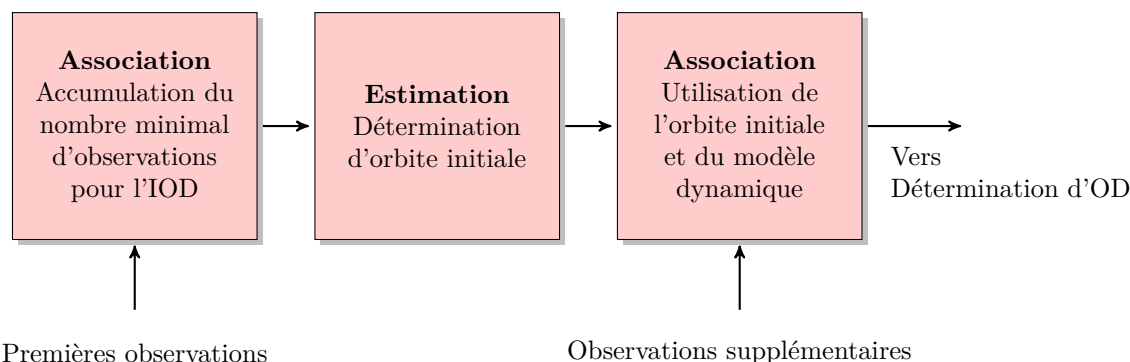 Association
Accumulation du
nombre minimal
d'observations
pour l'IOD
Estimation
Détermination
d'orbite initiale
Association
Utilisation de
l'orbite initiale
et du modèle
dynamique
Vers
Détermination d'OD
Premières observations
Observations supplémentaires